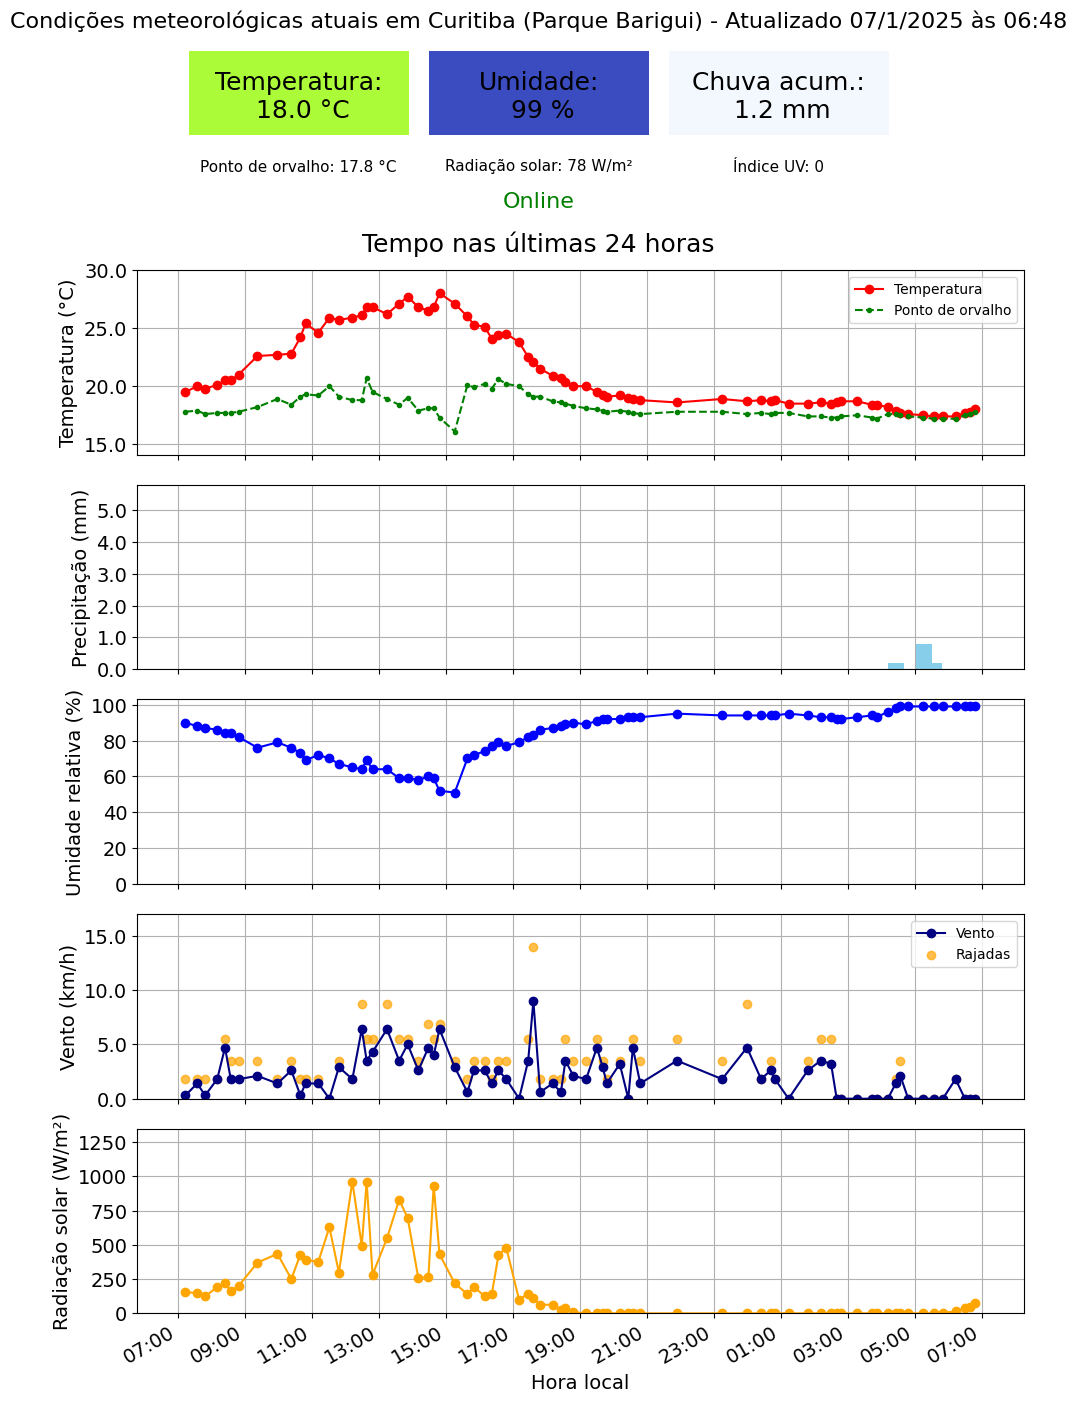 Condições meteorológicas atuais em Curitiba (Parque Barigui) - Atualizado 07/1/2025 às 06:48
Temperatura:
18.0 °C
Umidade:
99 %
Chuva acum.:
1.2 mm
Ponto de orvalho: 17.8 °C
Radiação solar: 78 W/m²
Índice UV: 0
Online
Tempo nas últimas 24 horas
Temperatura (°C)
30.0
25.0
20.0
15.0
Temperatura
Ponto de orvalho
Precipitação (mm)
5.0
4.0
3.0
2.0
1.0
0.0
Umidade relativa (%)
100
80
60
40
20
0
Vento (km/h)
15.0
10.0
5.0
0.0
Vento
Rajadas
Radiação solar (W/m²)
1250
1000
750
500
250
0
07:00
09:00
11:00
13:00
15:00
17:00
19:00
21:00
23:00
01:00
03:00
05:00
07:00
Hora local